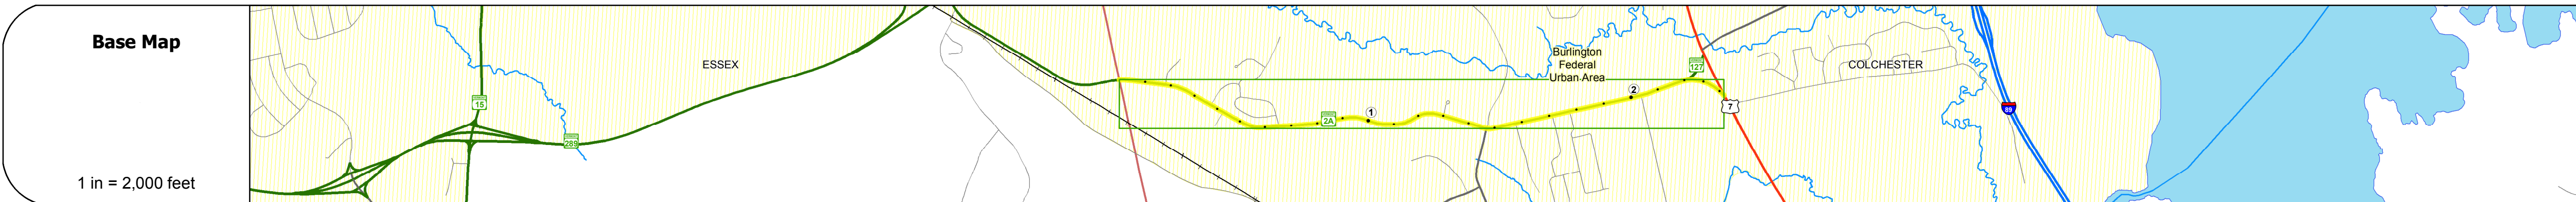 Base Map
1 in = 2,000 feet
ESSEX
15
289
2A
1
2
Burlington
Federal
Urban Area
127
7
COLCHESTER
89